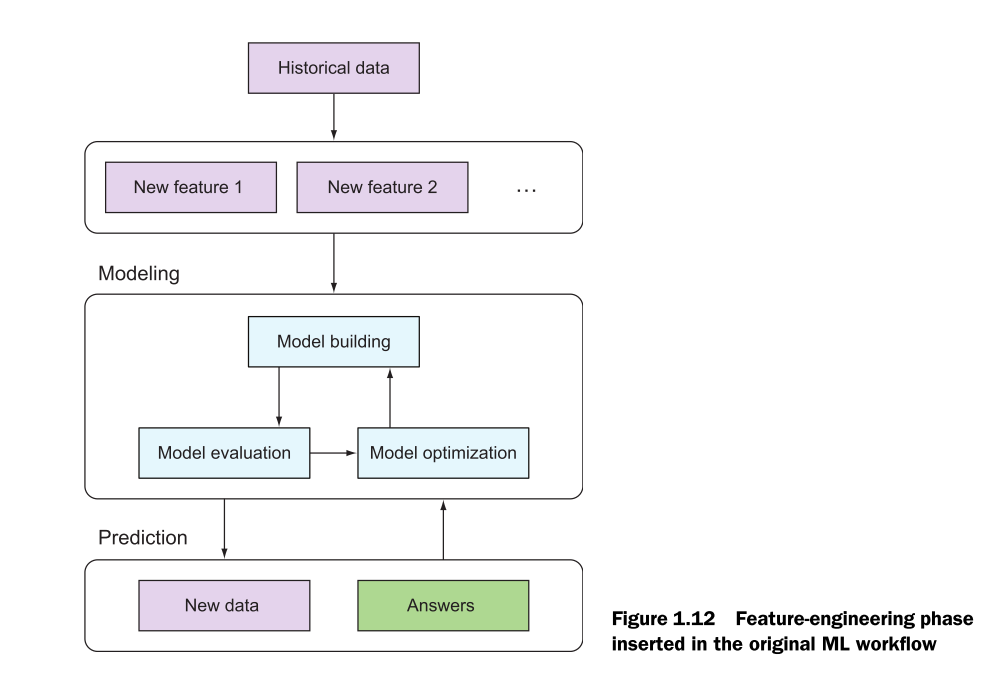 Historical data
New feature 1
New feature 2
...
Modeling
Model building
Model evaluation
Model optimization
Prediction
New data
Answers
Figure 1.12 Feature-engineering phase
inserted in the original ML workflow